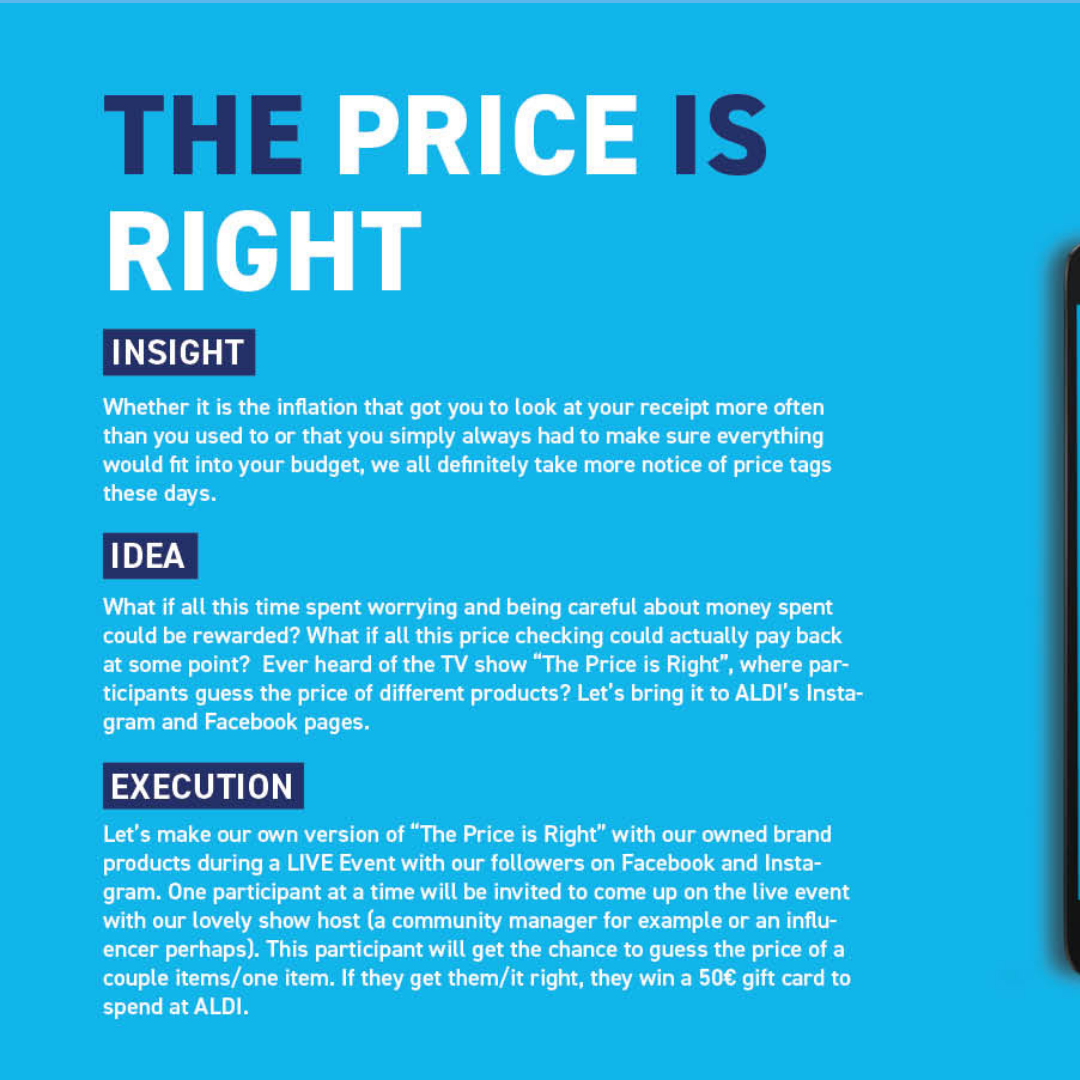 THE PRICE IS
RIGHT
INSIGHT
Whether it is the inflation that got you to look at your receipt more often
than you used to or that you simply always had to make sure everything
would fit into your budget, we all definitely take more notice of price tags
these days.
IDEA
What if all this time spent worrying and being careful about money spent
could be rewarded? What if all this price checking could actually pay back
at some point?  Ever heard of the TV show “The Price is Right”, where par-
ticipants guess the price of different products? Let’s bring it to ALDI’s Insta-
gram and Facebook pages.
EXECUTION
Let’s make our own version of “The Price is Right” with our owned brand
products during a LIVE Event with our followers on Facebook and Insta-
gram. One participant at a time will be invited to come up on the live event
with our lovely show host (a community manager for example or an influ-
encer perhaps). This participant will get the chance to guess the price of a
couple items/one item. If they get them/it right, they win a 50€ gift card to
spend at ALDI.